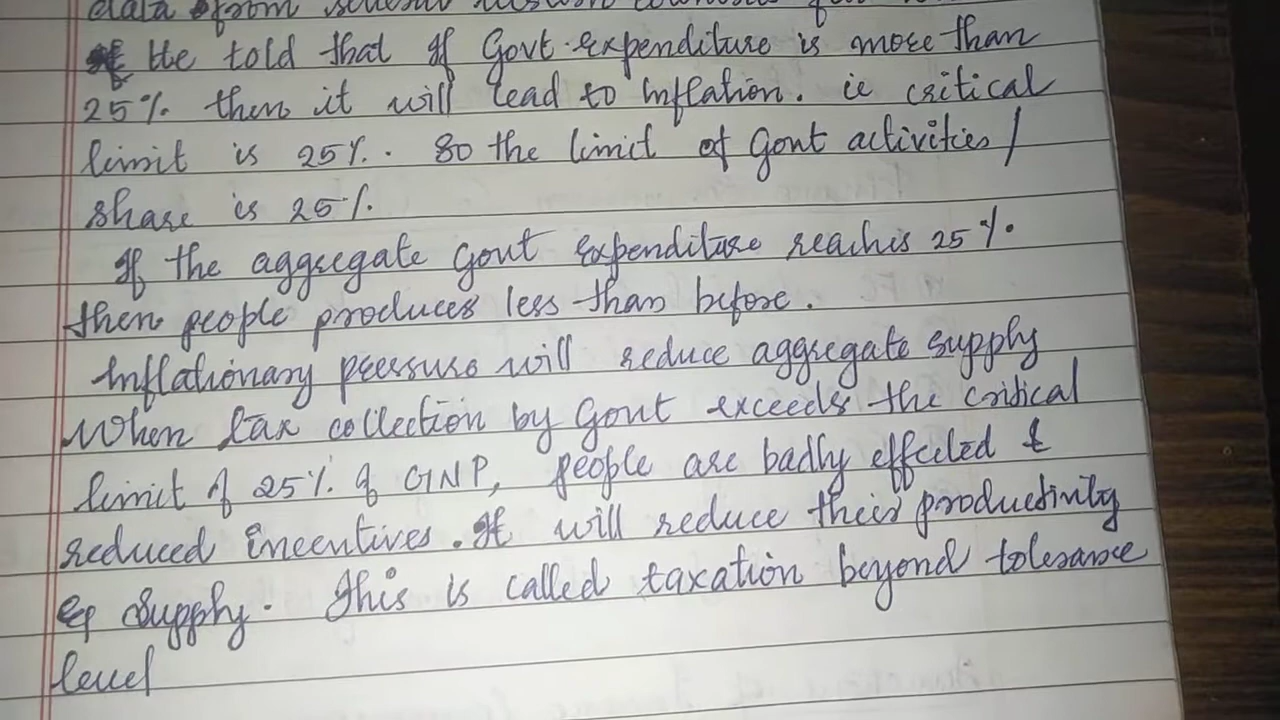 data from several
He told that If Govt. expenditure is more than
25% then it will lead to Inflation. ie critical
limit is 25%. So the limit of Govt activities/
share is 25%.
If the aggregate Govt expenditure reachis 25%.
then people produces less than before.
Inflationary pressure will reduce aggregate supply
When tax collection by Govt exceeds the critical
limit of 25% of GNP, people are badly effected &
reduced incentives. It will reduce their productivity
& supply. This is called taxation beyond tolerance
level